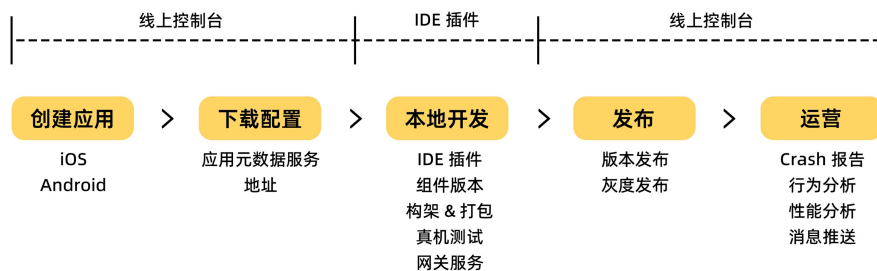 线上控制台
IDE 插件
线上控制台
创建应用 > 下载配置 > 本地开发 > 发布 > 运营
iOS
Android
应用元数据服务
地址
IDE 插件
组件版本
构架 & 打包
真机测试
网关服务
版本发布
灰度发布
Crash 报告
行为分析
性能分析
消息推送